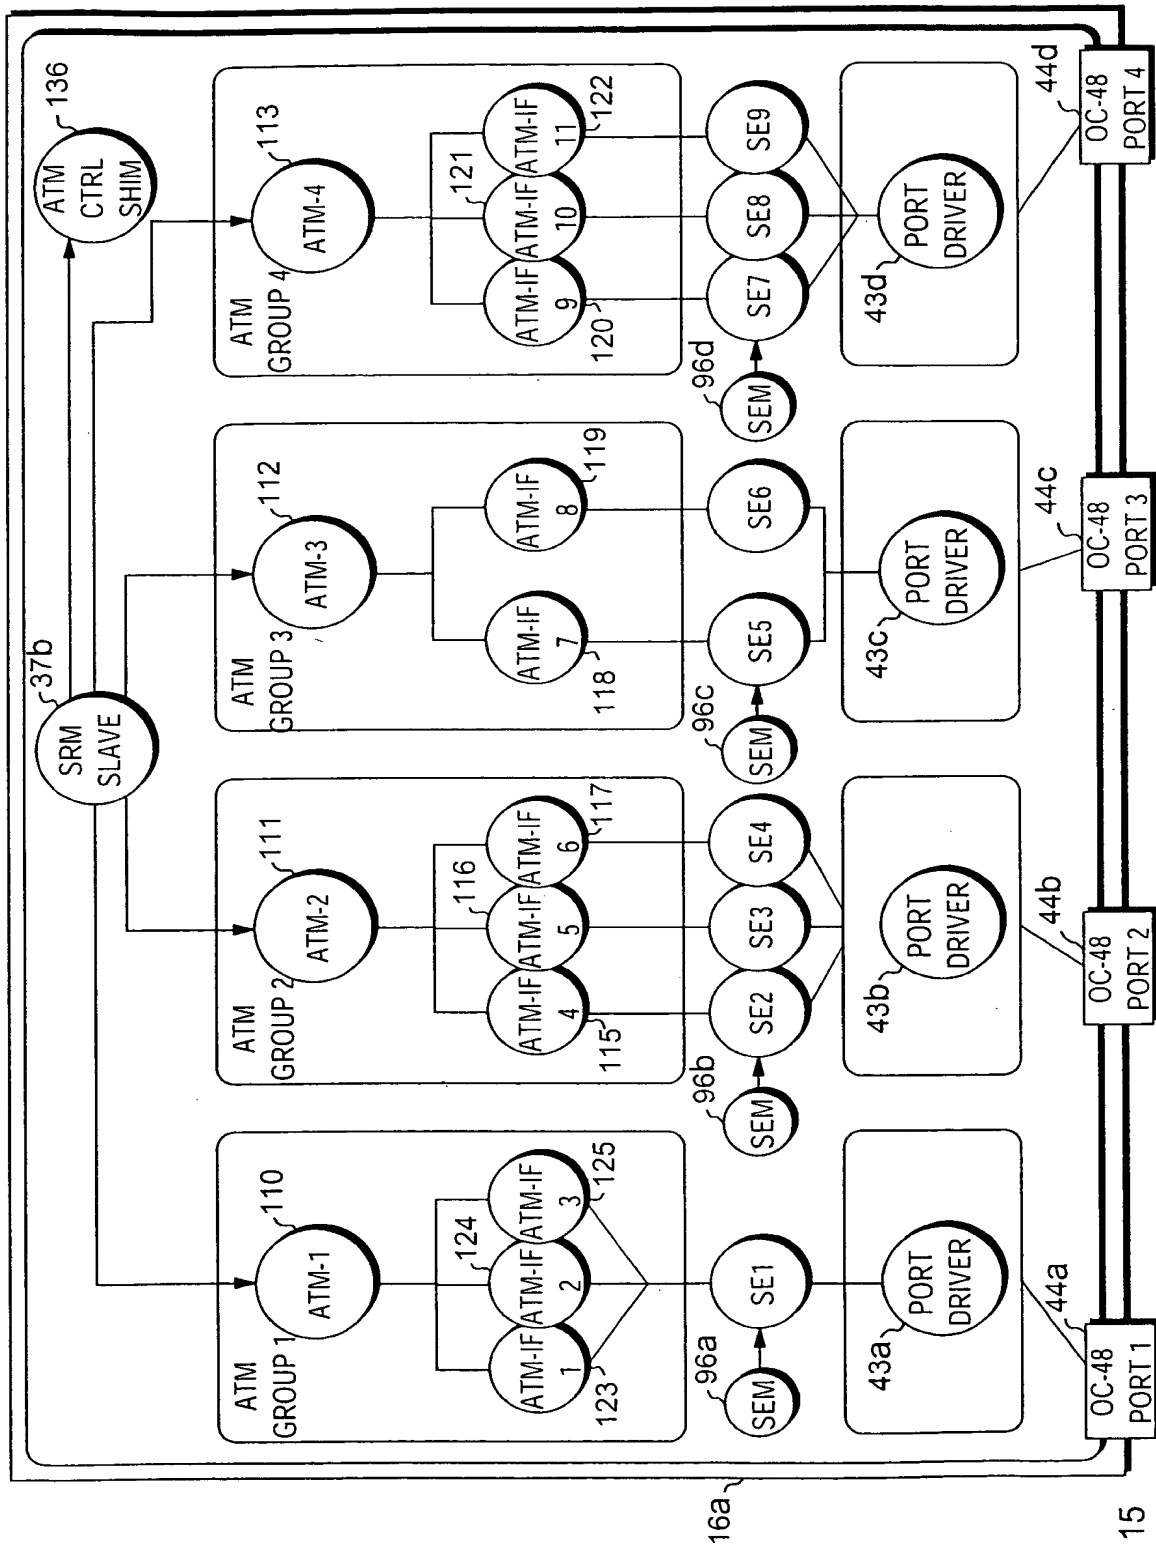 37b
SRM
SLAVE
136
ATM
CTRL
SHIM
ATM
GROUP 1
110
ATM-1
124
ATM-IF
1
ATM-IF
2
ATM-IF
3
123
125
ATM
GROUP 2
111
ATM-2
116
ATM-IF
4
ATM-IF
5
ATM-IF
6
115
117
ATM
GROUP 3
112
ATM-3
ATM-IF
7
ATM-IF
8
118
119
ATM
GROUP 4
113
ATM-4
121
ATM-IF
9
ATM-IF
10
ATM-IF
11
120
122
96a
SEM
SE1
96b
SEM
SE2
SE3
SE4
96c
SEM
SE5
SE6
96d
SEM
SE7
SE8
SE9
43a
PORT
DRIVER
43b
PORT
DRIVER
43c
PORT
DRIVER
43d
PORT
DRIVER
44a
OC-48
PORT 1
44b
OC-48
PORT 2
44c
OC-48
PORT 3
44d
OC-48
PORT 4
16a
15